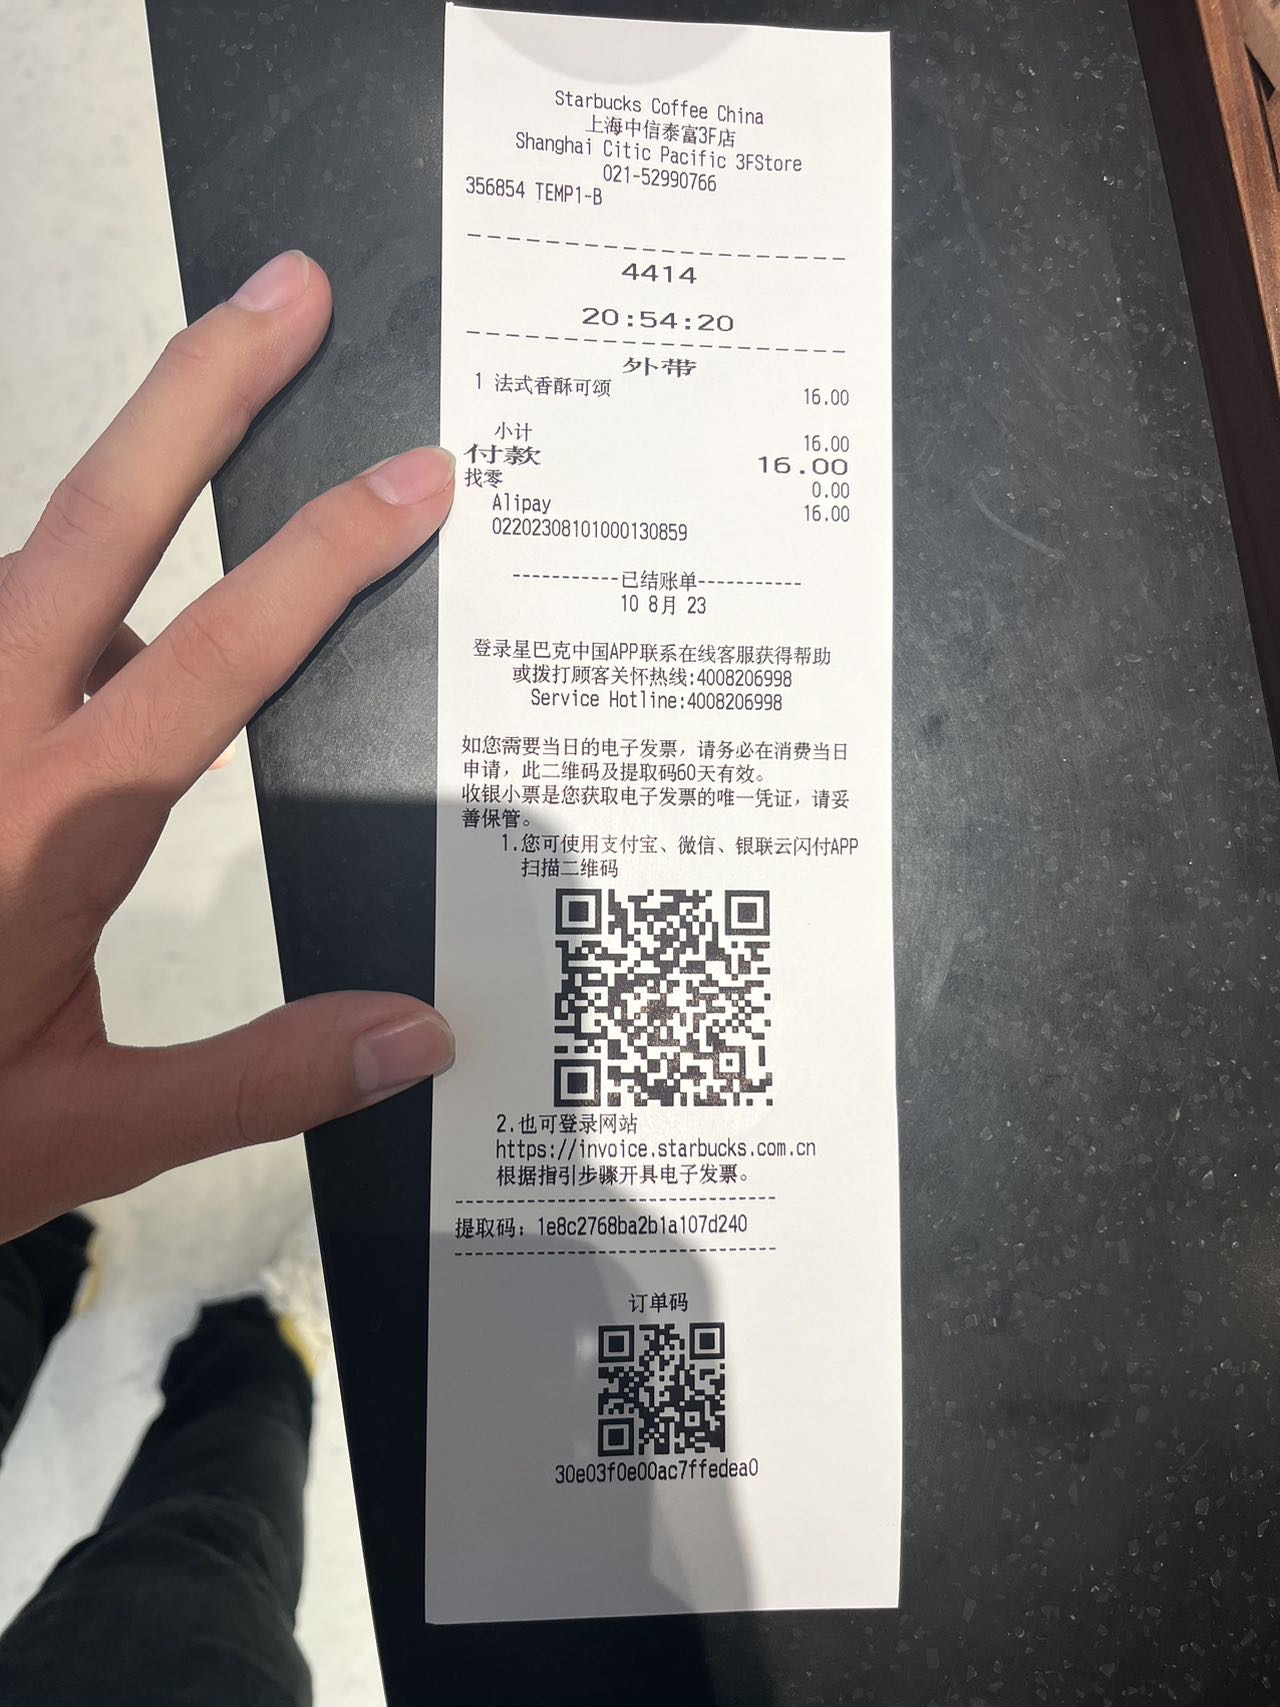 Starbucks Coffee China
上海中信泰富3F店
Shanghai Citic Pacific 3FStore
021-52990766
356854 TEMP1-B
4414
20:54:20
外带
1 法式香酥可颂 16.00
小计 16.00
付款 16.00
找零 0.00
Alipay 16.00
02202308101000130859
-----------已结账单-----------
10 8月 23
登录星巴克中国APP联系在线客服获得帮助
或拨打顾客关怀热线:4008206998
Service Hotline:4008206998
如您需要当日的电子发票，请务必在消费当日
申请，此二维码及提取码60天有效。
收银小票是您获取电子发票的唯一凭证，请妥
善保管。
1.您可使用支付宝、微信、银联云闪付APP
扫描二维码
2.也可登录网站
https://invoice.starbucks.com.cn
根据指引步骤开具电子发票。
提取码：1e8c2768ba2b1a107d240
订单码
30e03f0e00ac7ffedea0